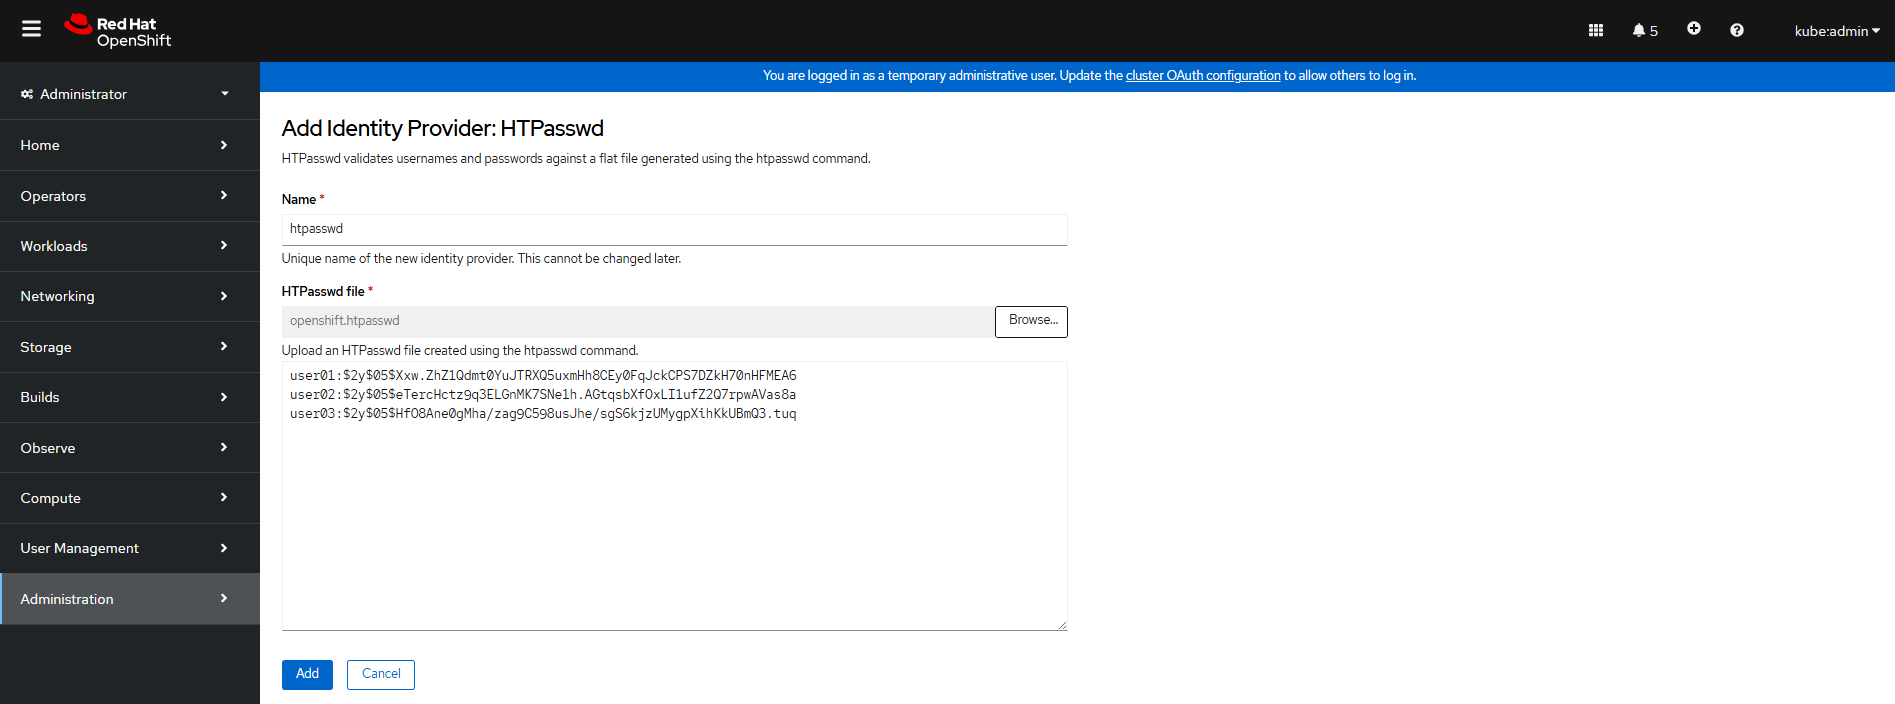 Red Hat
OpenShift
5
kube:admin
Administrator
Home
Operators
Workloads
Networking
Storage
Builds
Observe
Compute
User Management
Administration
You are logged in as a temporary administrative user. Update the cluster OAuth configuration to allow others to log in.
Add Identity Provider: HTPasswd
HTPasswd validates usernames and passwords against a flat file generated using the htpasswd command.
Name *
htpasswd
Unique name of the new identity provider. This cannot be changed later.
HTPasswd file *
openshift.htpasswd
Browse...
Upload an HTPasswd file created using the htpasswd command.
user01:$2y$05$Xxw.ZhZ1Qdmt0YuJTRXQ5uxmHh8CEy0FqJckCPS7DZkH70nHFMEA6
user02:$2y$05$eTercHctz9q3ELGnMK7SNe1h.AGtqsbXfOxLI1ufZ2Q7rpwAVas8a
user03:$2y$05$HfO8Ane0gMha/zag9C598usJhe/sgS6kjzUMygpXihKkUBmQ3.tuq
Add
Cancel